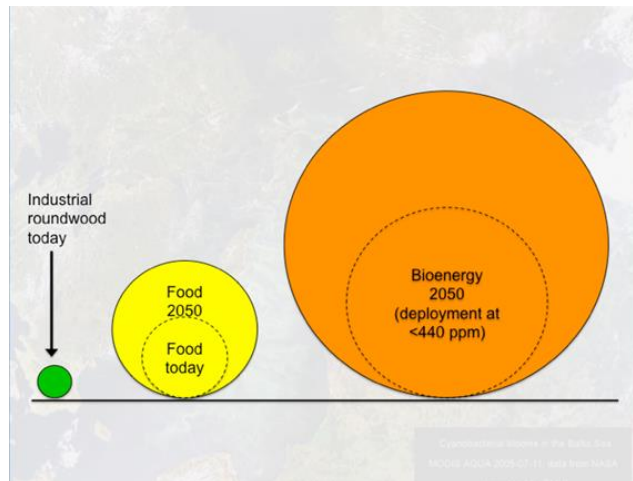 Industrial
roundwood
today
Food
2050
Food
today
Bioenergy
2050
(deployment at
<440 ppm)